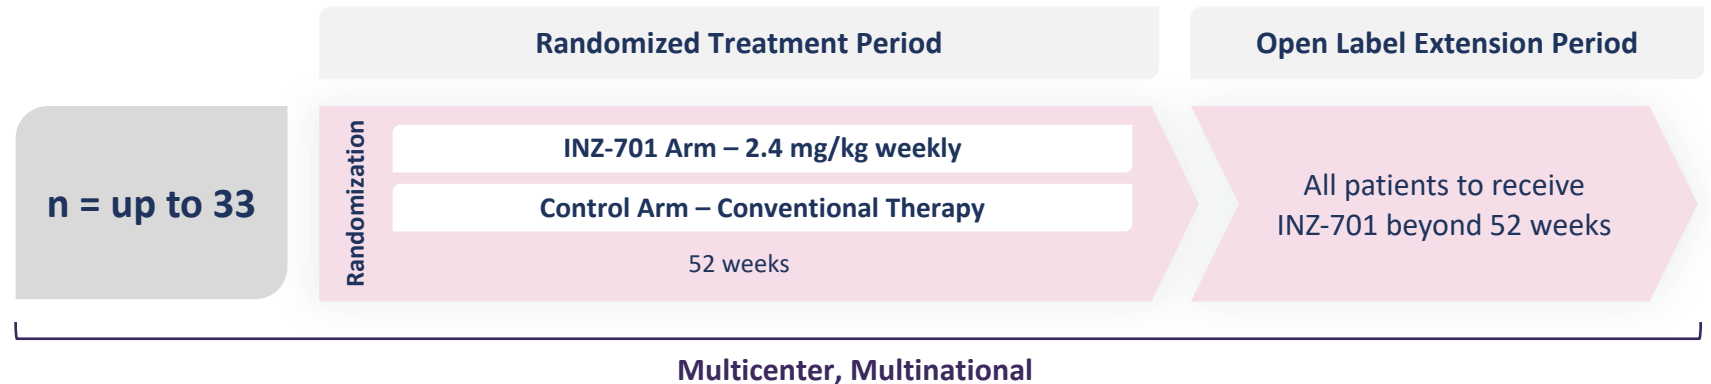 Randomized Treatment Period
Open Label Extension Period
n = up to 33
Randomization
INZ-701 Arm – 2.4 mg/kg weekly
Control Arm – Conventional Therapy
52 weeks
All patients to receive
INZ-701 beyond 52 weeks
Multicenter, Multinational